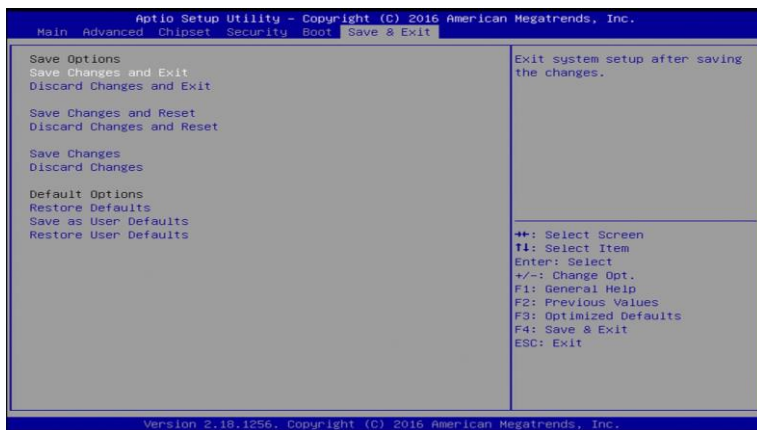 Aptio Setup Utility – Copyright (C) 2016 American Megatrends, Inc.
Main Advanced Chipset Security Boot Save & Exit
Save Options
Save Changes and Exit
Discard Changes and Exit
Save Changes and Reset
Discard Changes and Reset
Save Changes
Discard Changes
Default Options
Restore Defaults
Save as User Defaults
Restore User Defaults
Exit system setup after saving
the changes.
→←: Select Screen
↑↓: Select Item
Enter: Select
+/-: Change Opt.
F1: General Help
F2: Previous Values
F3: Optimized Defaults
F4: Save & Exit
ESC: Exit
Version 2.18.1256. Copyright (C) 2016 American Megatrends, Inc.